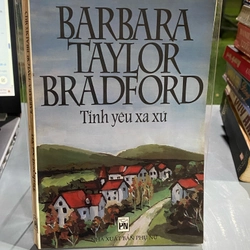 BARBARA
TAYLOR
BRADFORD
Tình yêu xa xứ
NHÀ XUẤT BẢN PHỤ NỮ